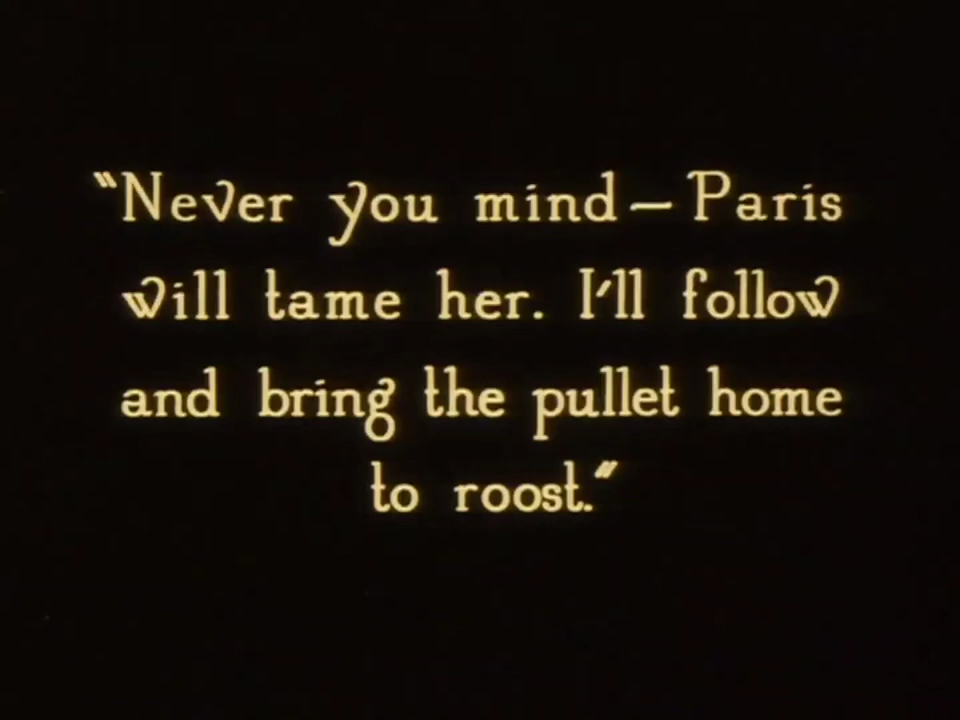 "Never you mind — Paris
will tame her. I'll follow
and bring the pullet home
to roost."